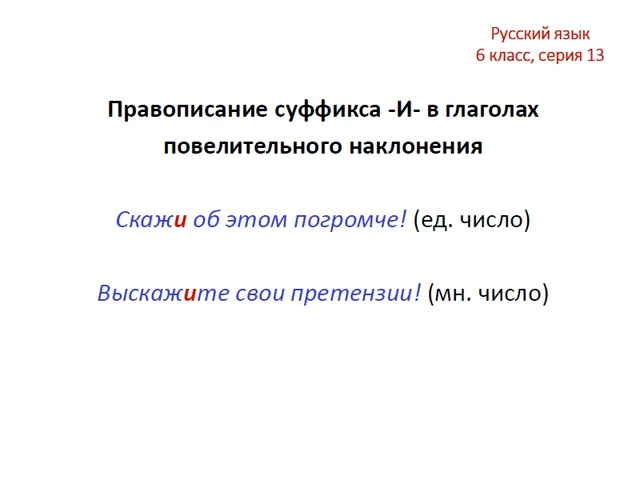 Русский язык
6 класс, серия 13
Правописание суффикса -И- в глаголах
повелительного наклонения
Скажи об этом погромче! (ед. число)
Выскажите свои претензии! (мн. число)